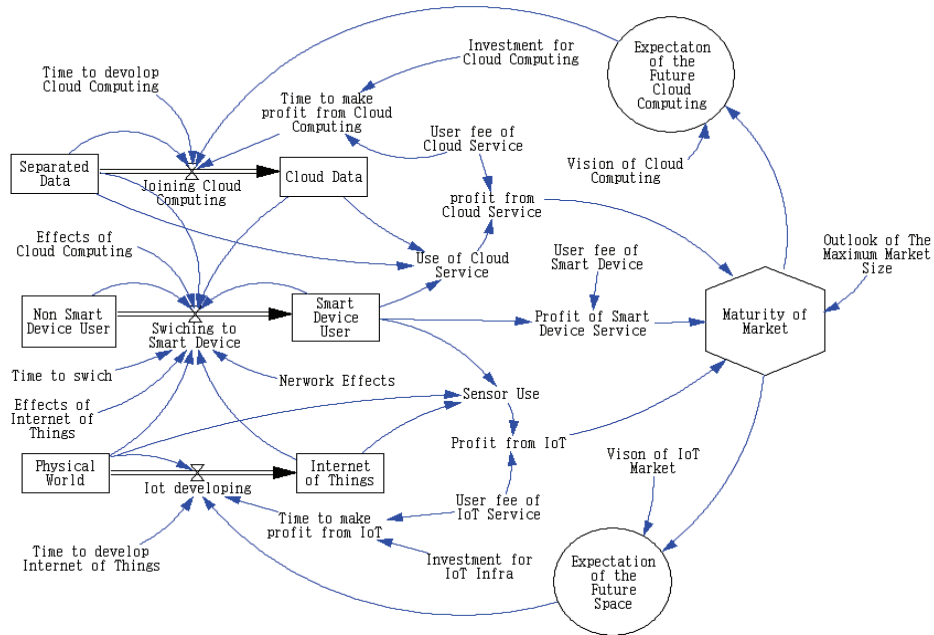 Expectaton
of the
Future
Cloud
Computing
Investment for
Cloud Computing
Time to devolop
Cloud Computing
Time to make
profit from Cloud
Computing
User fee of
Cloud Service
Vision of Cloud
Computing
Separated
Data
Joining Cloud
Computing
Cloud Data
profit from
Cloud Service
Effects of
Cloud Computing
Use of Cloud
Service
User fee of
Smart Device
Outlook of The
Maximum Market
Size
Non Smart
Device User
Swiching to
Smart Device
Smart
Device
User
Profit of Smart
Device Service
Maturity of
Market
Time to swich
Nerwork Effects
Effects of
Internet of
Things
Sensor Use
Profit from IoT
Physical
World
Iot developing
Internet
of Things
Vison of IoT
Market
User fee of
IoT Service
Time to make
profit from IoT
Time to develop
Internet of Things
Investment for
IoT Infra
Expectation
of the
Future
Space